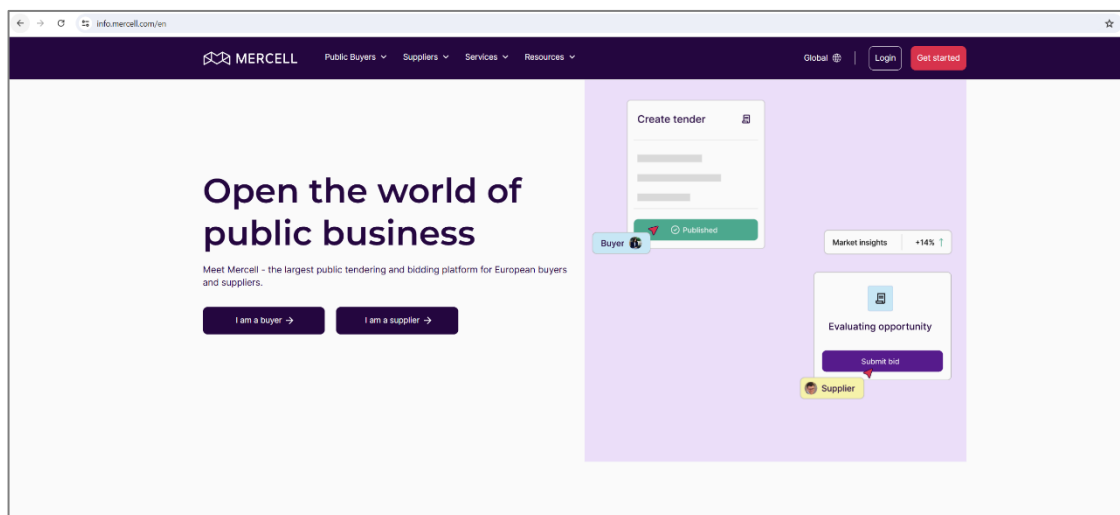 info.mercell.com/en
MERCELL
Public Buyers
Suppliers
Services
Resources
Global
Login
Get started
Open the world of
public business
Meet Mercell - the largest public tendering and bidding platform for European buyers
and suppliers.
I am a buyer →
I am a supplier →
Create tender
Published
Buyer
Market insights
+14% ↑
Evaluating opportunity
Submit bid
Supplier